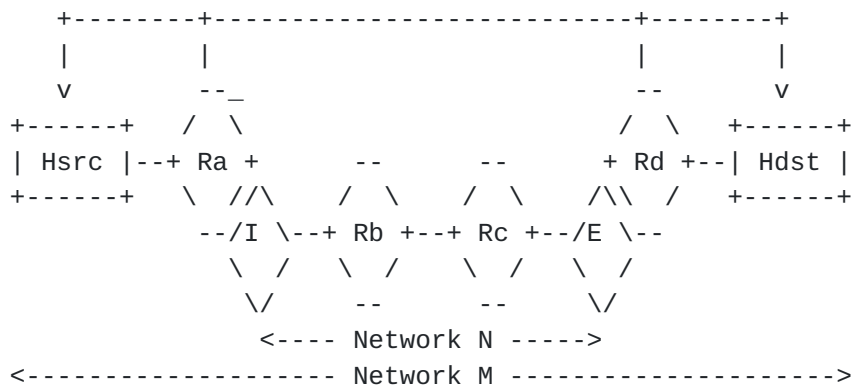 Hsrc Ra Rd Hdst
I Rb Rc E
Network N
Network M